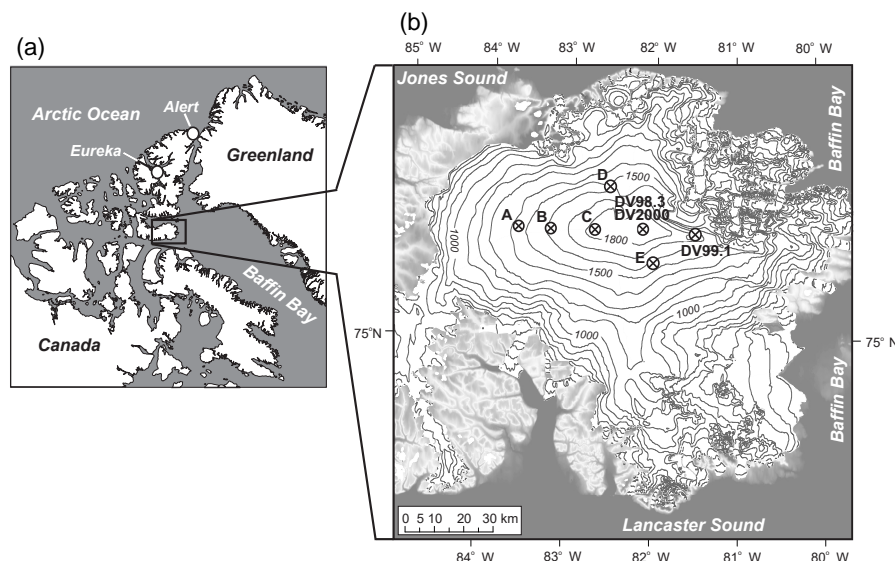 (a)
Arctic Ocean
Alert
Eureka
Greenland
Baffin Bay
Canada
(b)
85° W
84° W
83° W
82° W
81° W
80° W
Jones Sound
Baffin Bay
1500
D
DV98.3
DV2000
A
B
C
1800
DV99.1
E
1500
1000
1000
1000
75°N
75° N
Baffin Bay
0 5 10 20 30 km
Lancaster Sound
84° W
83° W
82° W
81° W
80° W